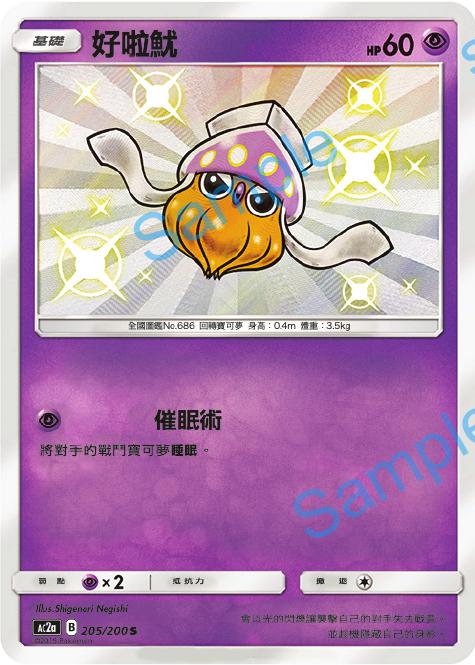 基礎 好啦魷 HP60
Sample
全國圖鑑No.686 回轉寶可夢 身高：0.4m 體重：3.5kg
催眠術
將對手的戰鬥寶可夢睡眠。
Sample
弱點 ×2 抵抗力 撤退
Illus.Shigenori Negishi
AC2a B 205/200 S
©2019 Pokémon
會以光的閃爍讓襲擊自己的對手失去戰意。
並趁機隱藏自己的身影。